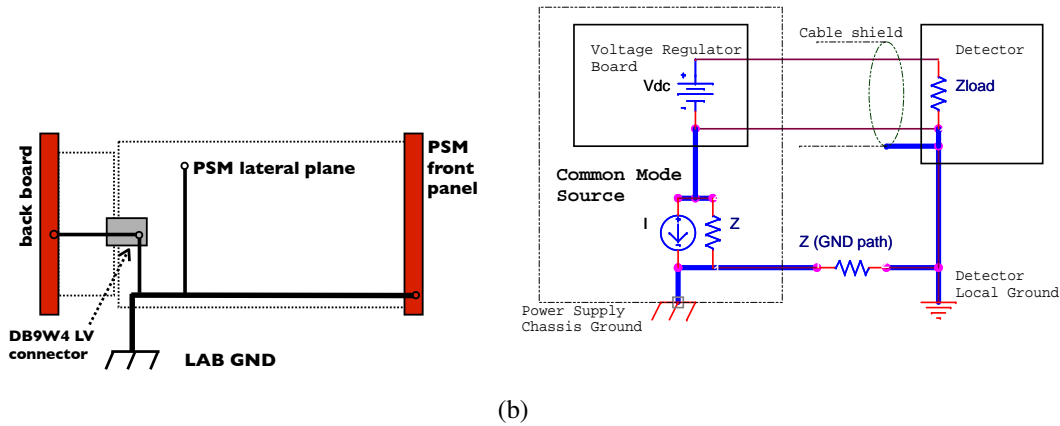 back board
PSM lateral plane
PSM
front
panel
DB9W4 LV
connector
LAB GND
Voltage Regulator
Board
Vdc
Cable shield
Detector
Zload
Common Mode
Source
I
Z
Z (GND path)
Power Supply
Chassis Ground
Detector
Local Ground
(b)